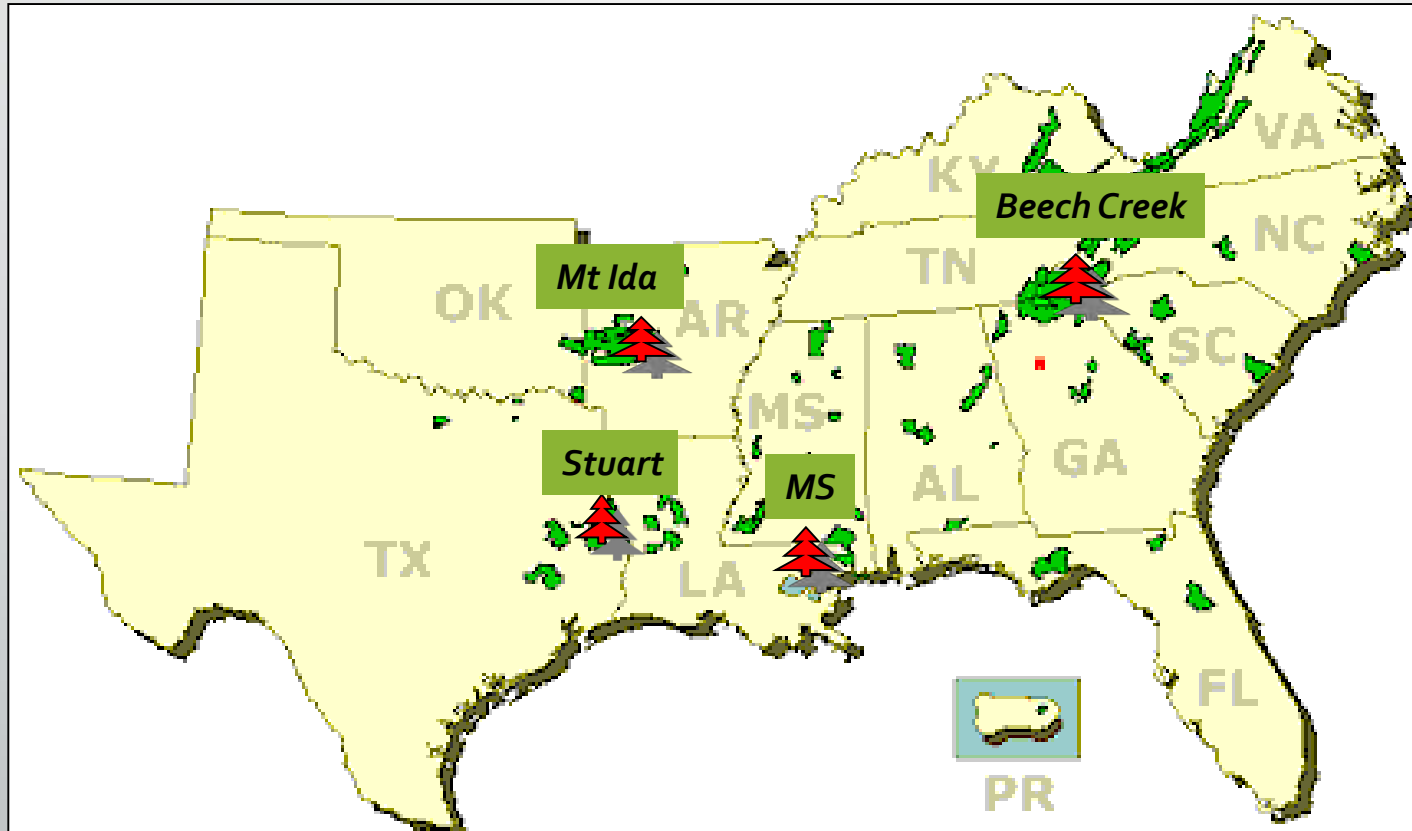 VA
KY
Beech Creek
NC
TN
Mt Ida
OK
AR
SC
MS
GA
Stuart
MS
AL
TX
LA
FL
PR